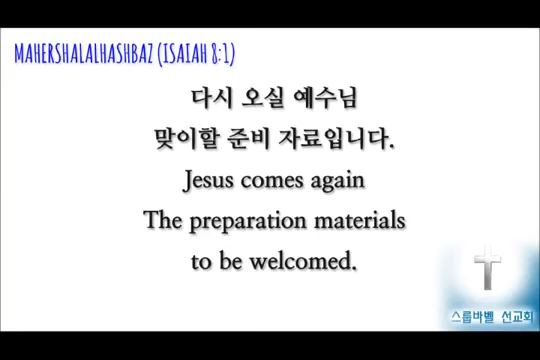 MAHERSHALALHASHBAZ (ISAIAH 8:1)
다시 오실 예수님
맞이할 준비 자료입니다.
Jesus comes again
The preparation materials
to be welcomed.
스룹바벨 선교회